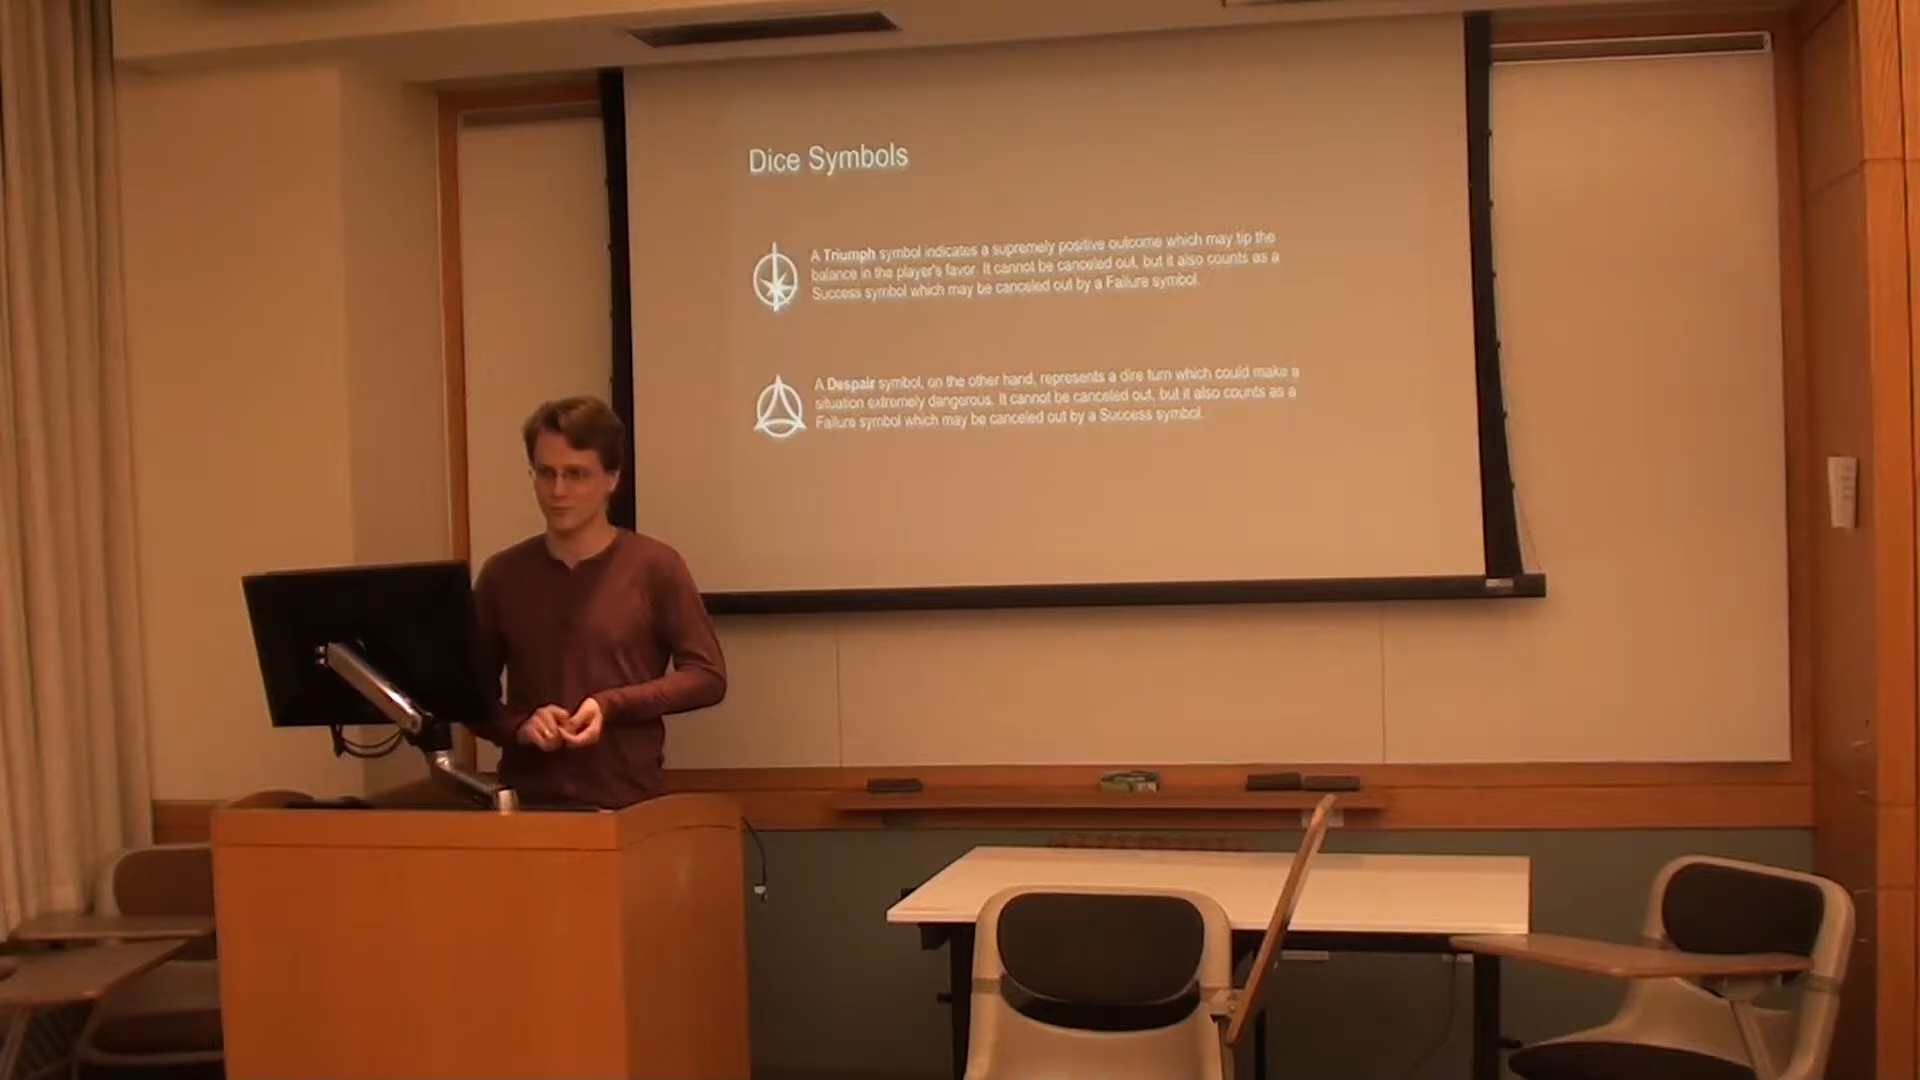 Dice Symbols
A Triumph symbol indicates a supremely positive outcome which may tip the
balance in the player's favor. It cannot be canceled out, but it also counts as a
Success symbol which may be canceled out by a Failure symbol.
A Despair symbol, on the other hand, represents a dire turn which could make a
situation extremely dangerous. It cannot be canceled out, but it also counts as a
Failure symbol which may be canceled out by a Success symbol.